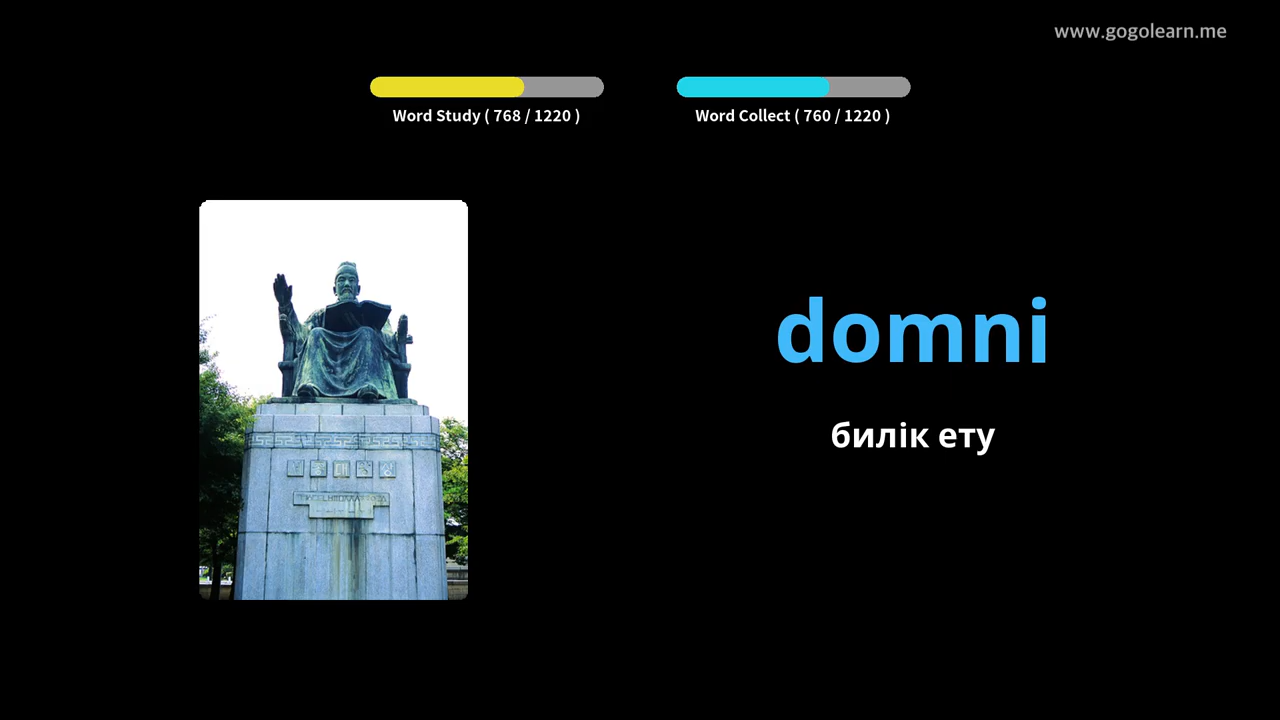 www.gogolearn.me
Word Study ( 768 / 1220 )
Word Collect ( 760 / 1220 )
domni
билік ету